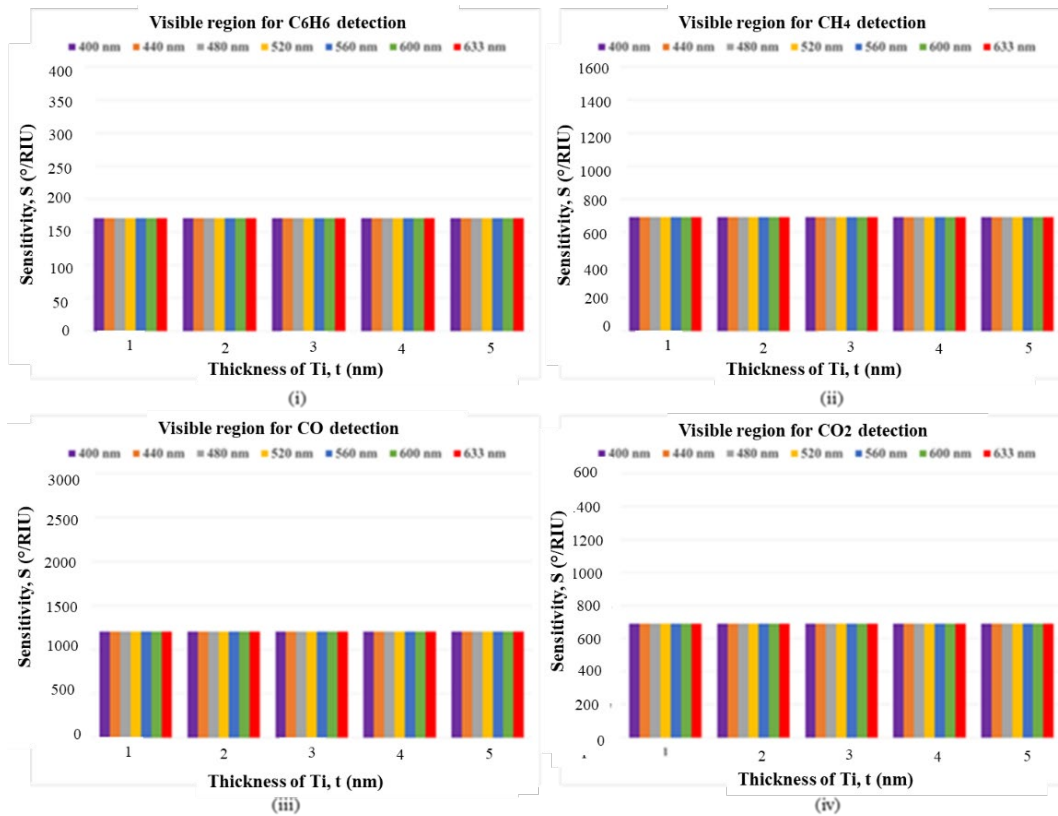 Visible region for C6H6 detection
400 nm 440 nm 480 nm 520 nm 560 nm 600 nm 633 nm
400
350
300
250
200
150
100
50
0
Sensitivity, S (°/RIU)
1 2 3 4 5
Thickness of Ti, t (nm)
(i)
Visible region for CH4 detection
400 nm 440 nm 480 nm 520 nm 560 nm 600 nm 633 nm
1600
1400
1200
1000
800
600
400
200
0
Sensitivity, S (°/RIU)
1 2 3 4 5
Thickness of Ti, t (nm)
(ii)
Visible region for CO detection
400 nm 440 nm 480 nm 520 nm 560 nm 600 nm 633 nm
3000
2500
2000
1500
1000
500
0
Sensitivity, S (°/RIU)
1 2 3 4 5
Thickness of Ti, t (nm)
(iii)
Visible region for CO2 detection
400 nm 440 nm 480 nm 520 nm 560 nm 600 nm 633 nm
600
400
1200
1000
800
600
400
200
0
Sensitivity, S (°/RIU)
1 2 3 4 5
Thickness of Ti, t (nm)
(iv)